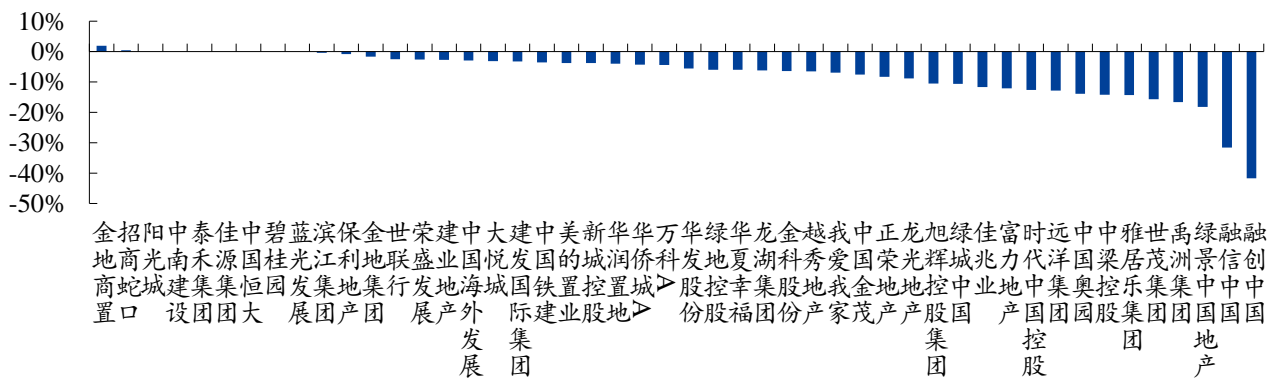 10%
0%
-10%
-20%
-30%
-40%
-50%
金地商置
招商蛇口
阳光城
中南建设
泰禾集团
佳源集团
中国恒大
碧桂园
蓝光发展
滨江集团
保利地产
金地集团
世联行
荣盛发展
建业地产
中国海外发展
大悦城
建发国际集团
中国铁建
美的置业
新城控股
华润置地
华侨城A
万科A
华发股份
绿地控股
华夏幸福
龙湖集团
金科股份
越秀地产
我爱我家
中国金茂
正荣地产
龙光地产
旭辉控股集团
绿城中国
佳兆业
富力地产
时代中国控股
远洋集团
中国奥园
中梁控股
雅居乐集团
世茂集团
禹洲集团
绿景中国地产
融信中国
融创中国